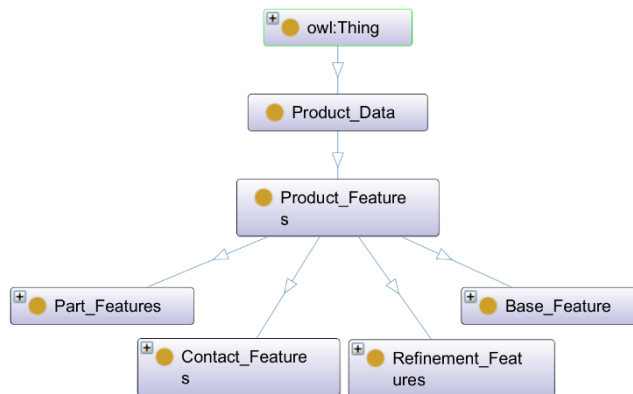 owl:Thing
Product_Data
Product_Feature
s
Part_Features
Base_Feature
Contact_Feature
s
Refinement_Feat
ures